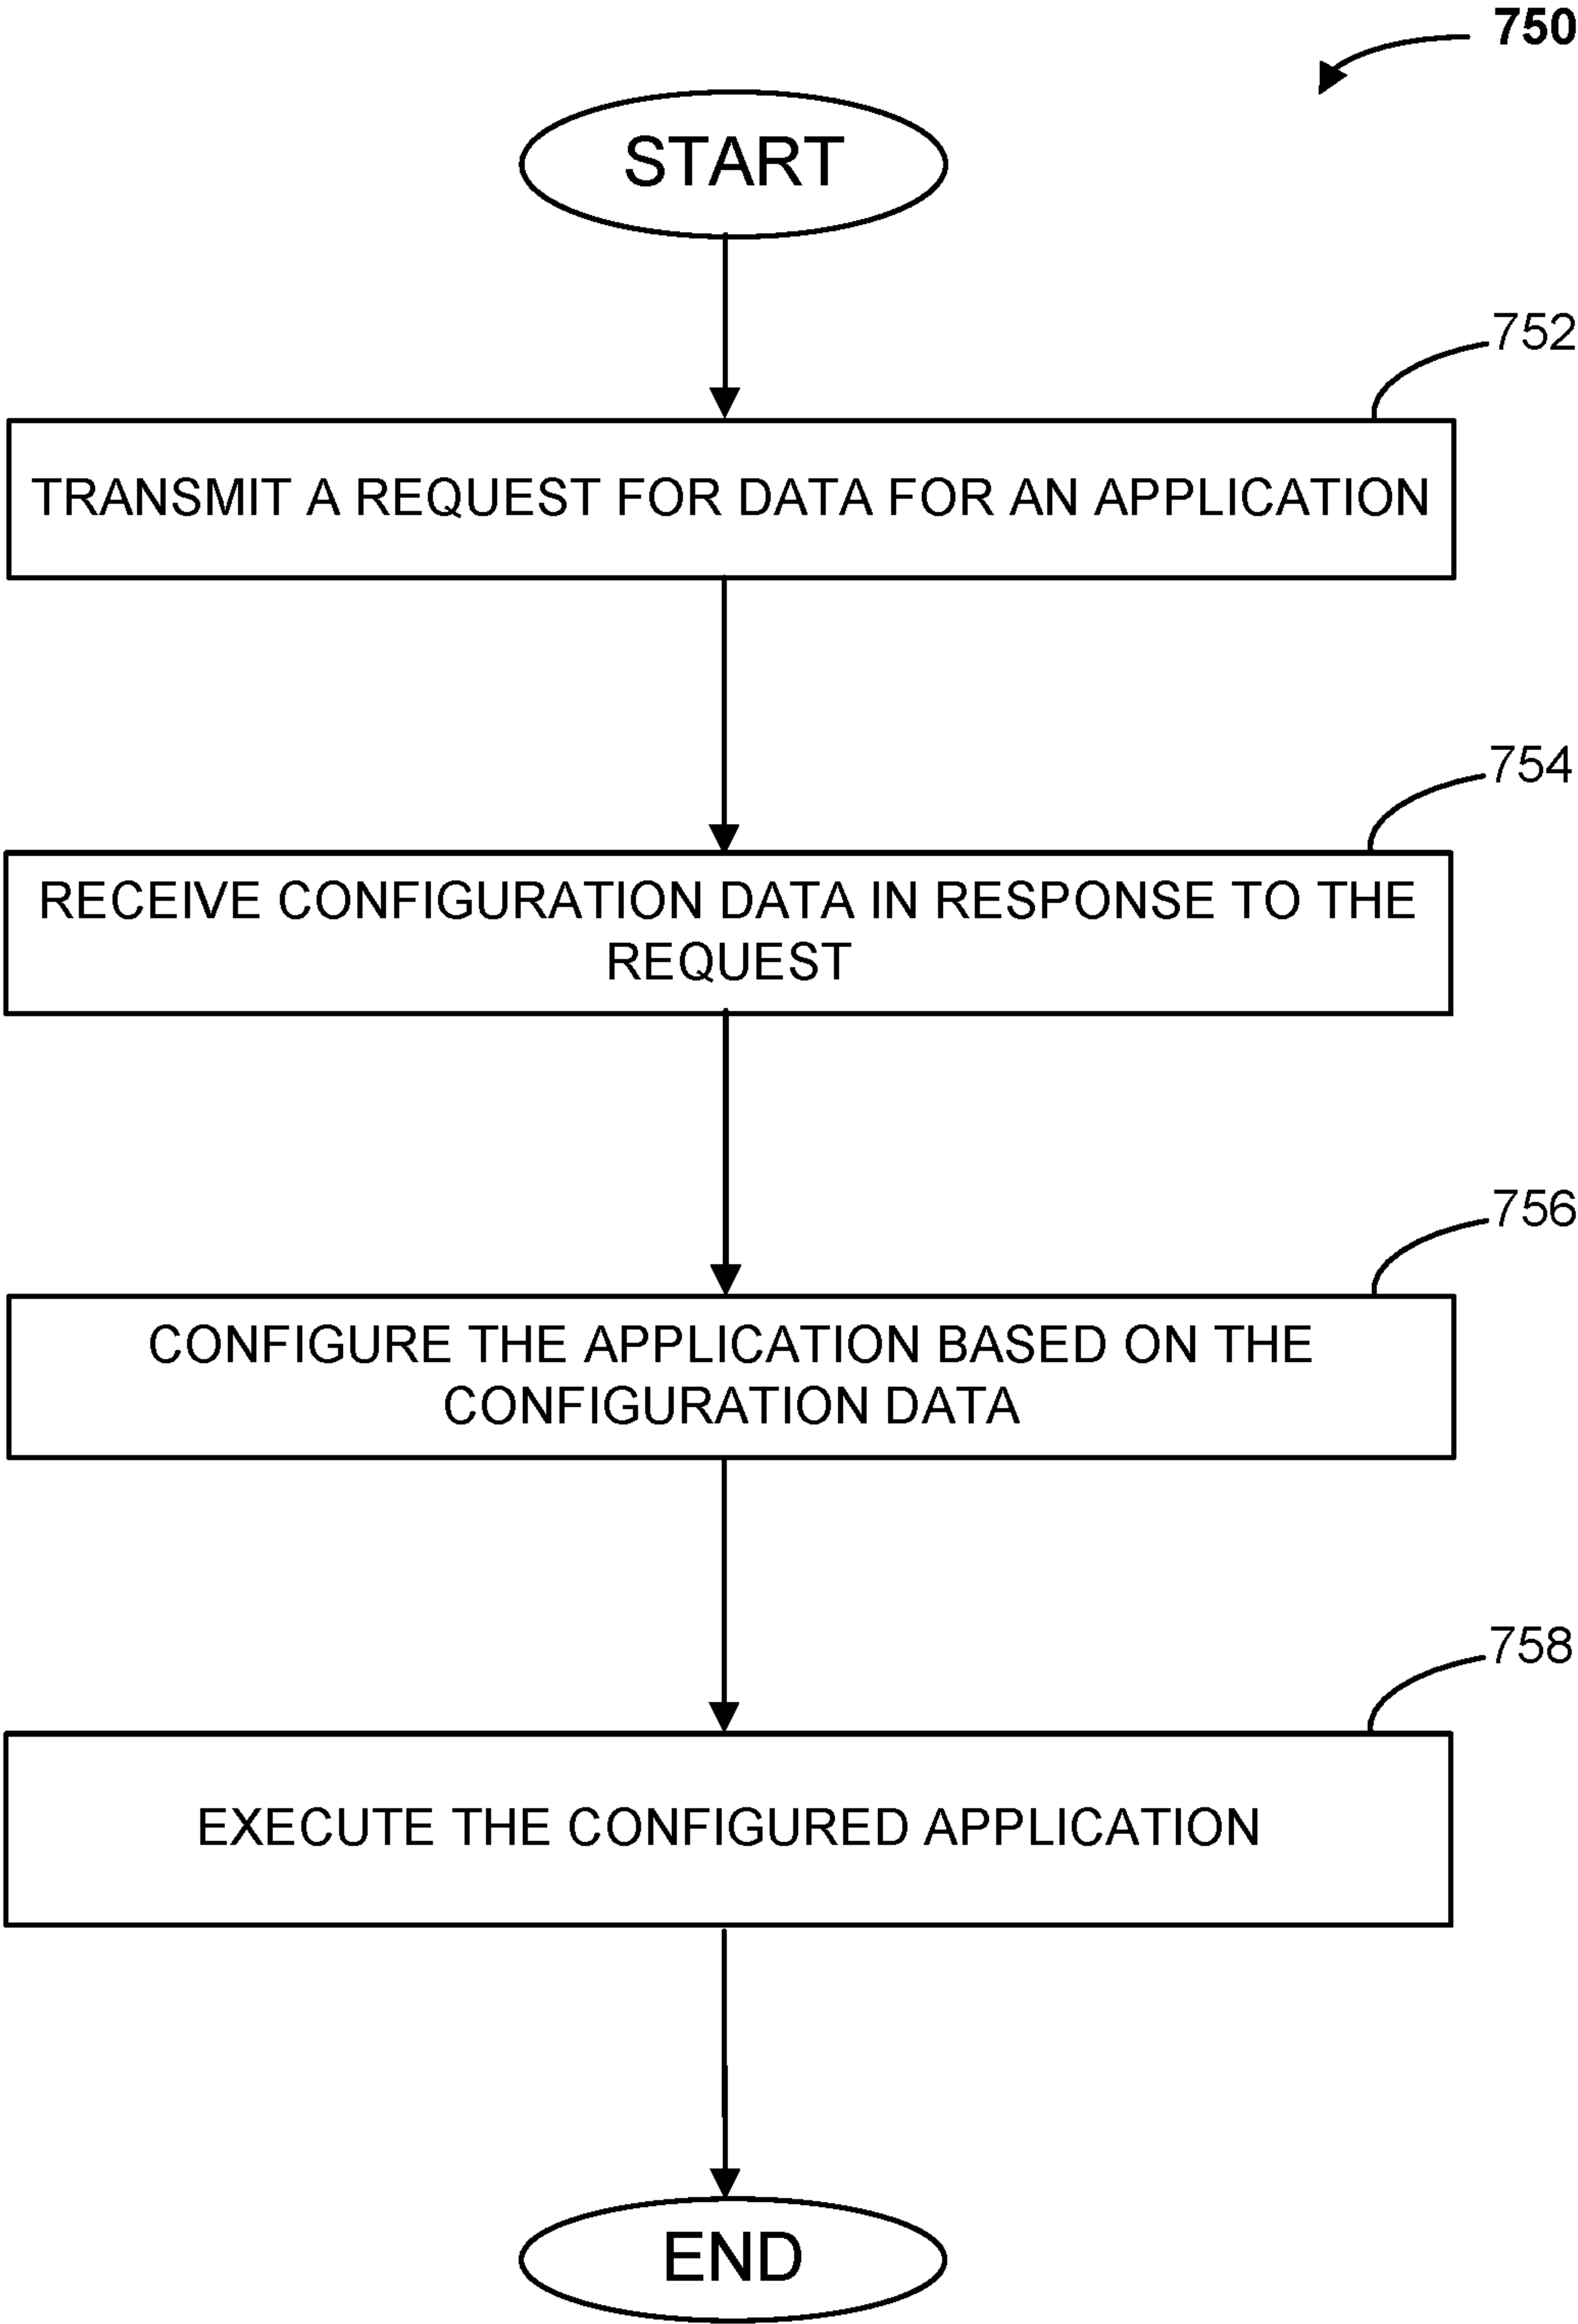 750
START
752
TRANSMIT A REQUEST FOR DATA FOR AN APPLICATION
754
RECEIVE CONFIGURATION DATA IN RESPONSE TO THE
REQUEST
756
CONFIGURE THE APPLICATION BASED ON THE
CONFIGURATION DATA
758
EXECUTE THE CONFIGURED APPLICATION
END